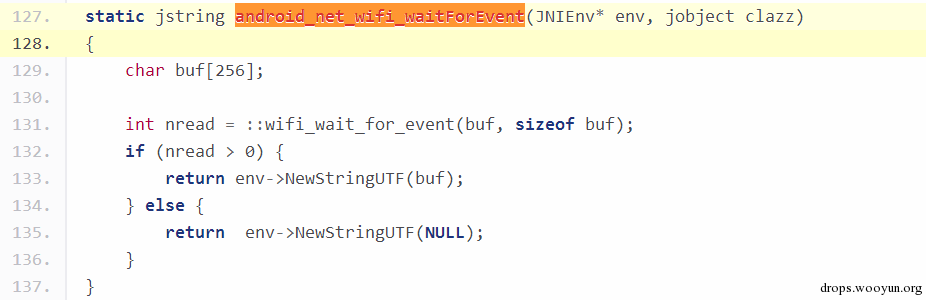 127. static jstring android_net_wifi_waitForEvent(JNIEnv* env, jobject clazz)
128. {
129.     char buf[256];
130.
131.     int nread = ::wifi_wait_for_event(buf, sizeof buf);
132.     if (nread > 0) {
133.         return env->NewStringUTF(buf);
134.     } else {
135.         return  env->NewStringUTF(NULL);
136.     }
137. }
drops.wooyun.org